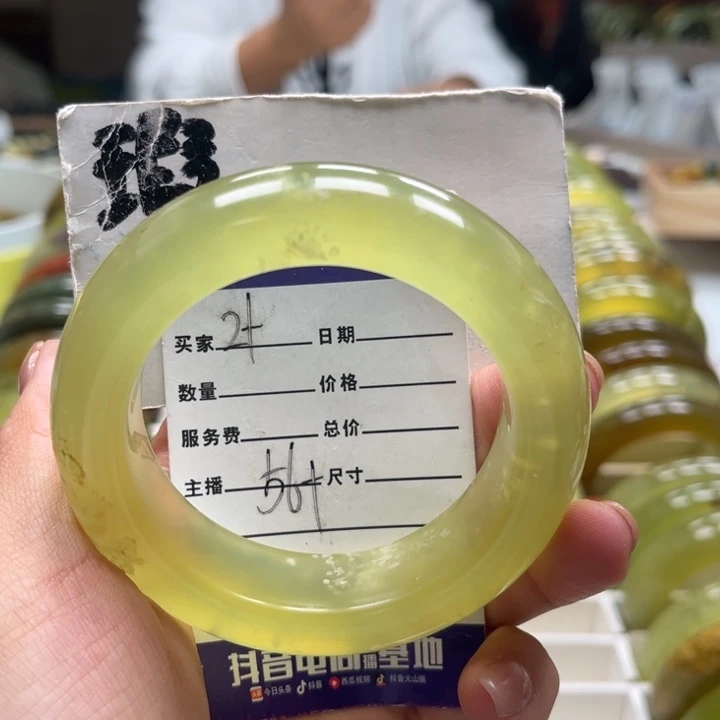 买家 2+ 日期
数量 价格
服务费 总价
主播 56+ 尺寸
抖音电商直播基地
今日头条 抖音 西瓜视频 抖音火山版